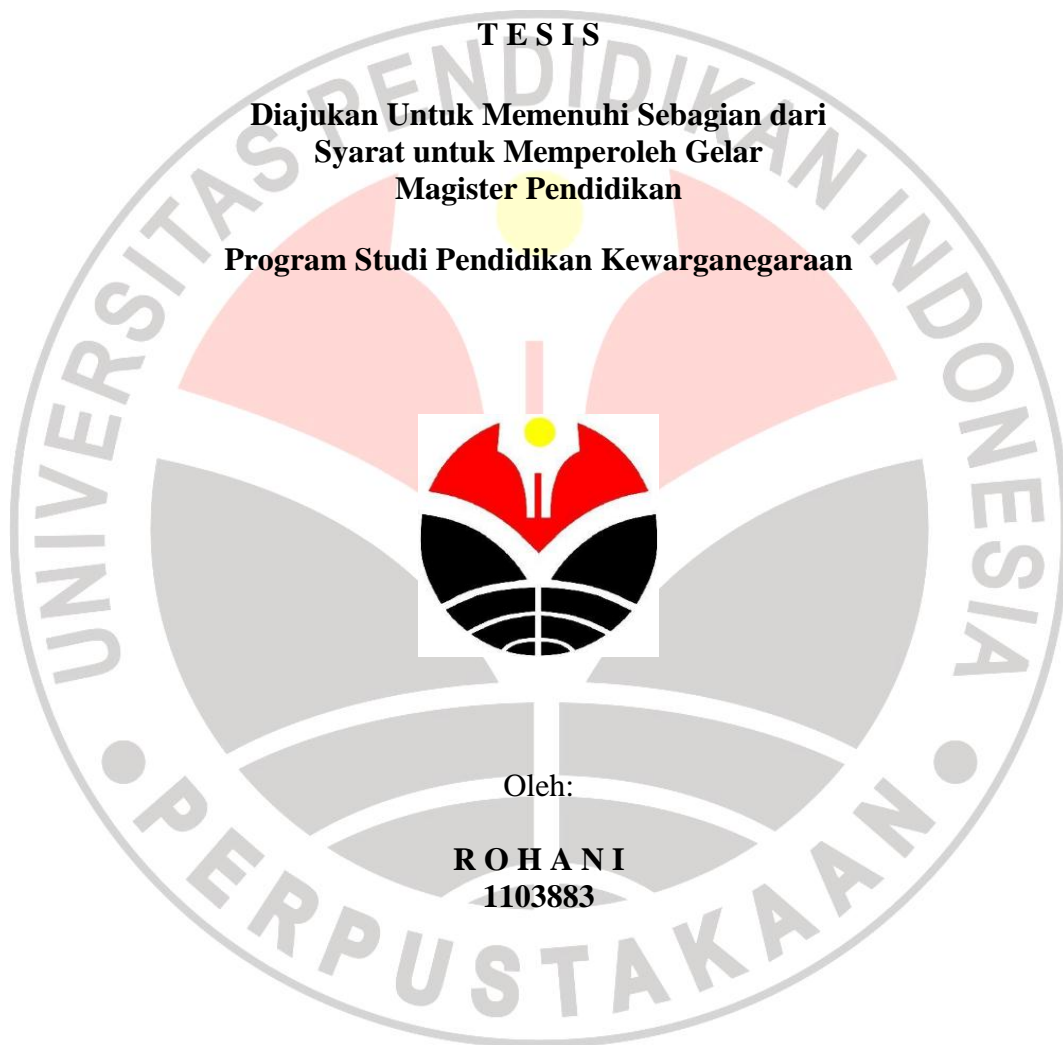 T E S I S
Diajukan Untuk Memenuhi Sebagian dari
Syarat untuk Memperoleh Gelar
Magister Pendidikan
Program Studi Pendidikan Kewarganegaraan
Oleh:
R O H A N I
1103883
UNIVERSITAS PENDIDIKAN INDONESIA
PERPUSTAKAAN